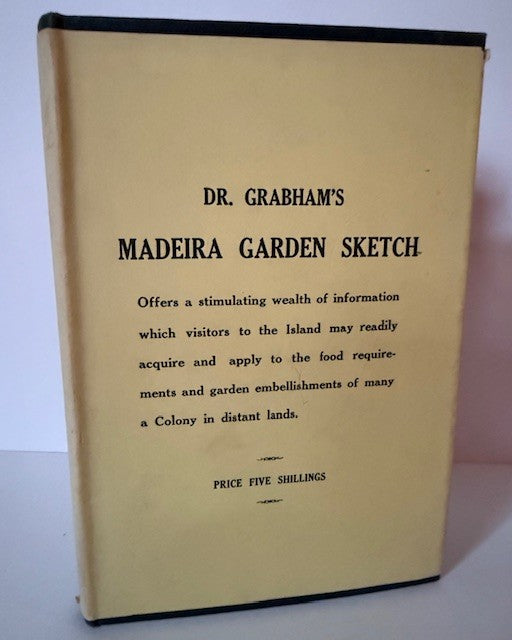 DR. GRABHAM'S
MADEIRA GARDEN SKETCH
Offers a stimulating wealth of information
which visitors to the Island may readily
acquire and apply to the food require-
ments and garden embellishments of many
a Colony in distant lands.
PRICE FIVE SHILLINGS